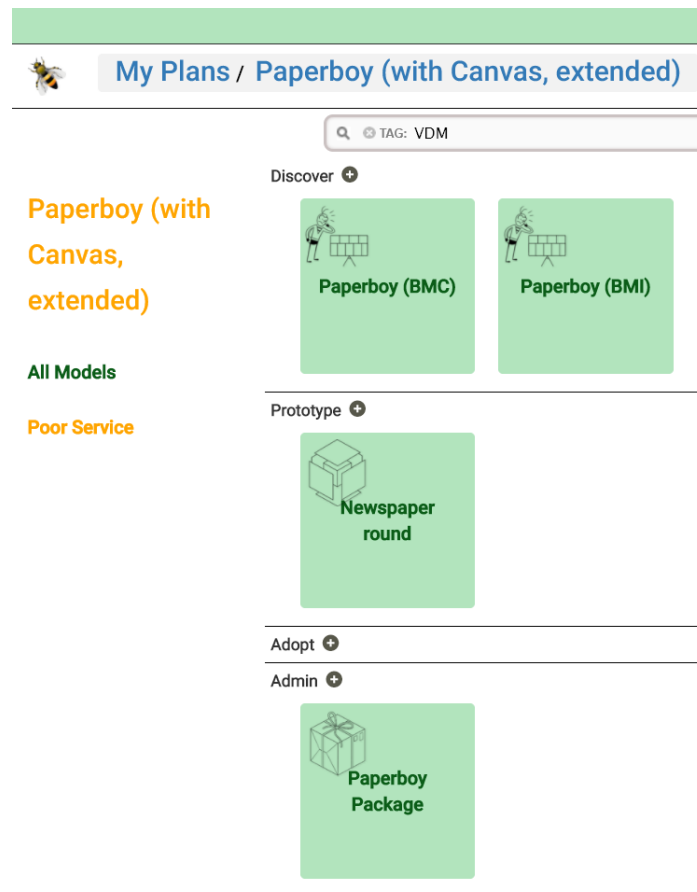 My Plans / Paperboy (with Canvas, extended)
TAG: VDM
Paperboy (with
Canvas,
extended)
All Models
Poor Service
Discover
Paperboy (BMC)
Paperboy (BMI)
Prototype
Newspaper
round
Adopt
Admin
Paperboy
Package